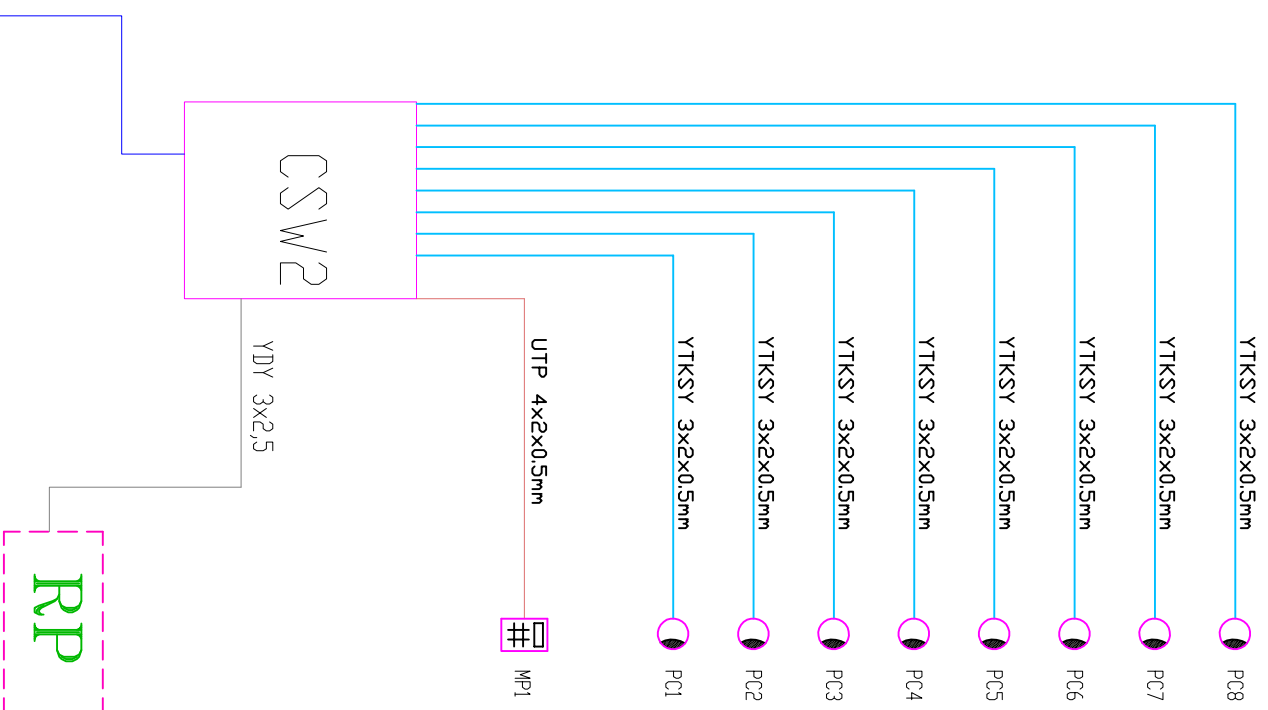 CSW2
YDY 3x2,5
RP
UTP 4x2x0.5mm
MP1
YTKSY 3x2x0.5mm
PC1
YTKSY 3x2x0.5mm
PC2
YTKSY 3x2x0.5mm
PC3
YTKSY 3x2x0.5mm
PC4
YTKSY 3x2x0.5mm
PC5
YTKSY 3x2x0.5mm
PC6
YTKSY 3x2x0.5mm
PC7
YTKSY 3x2x0.5mm
PC8